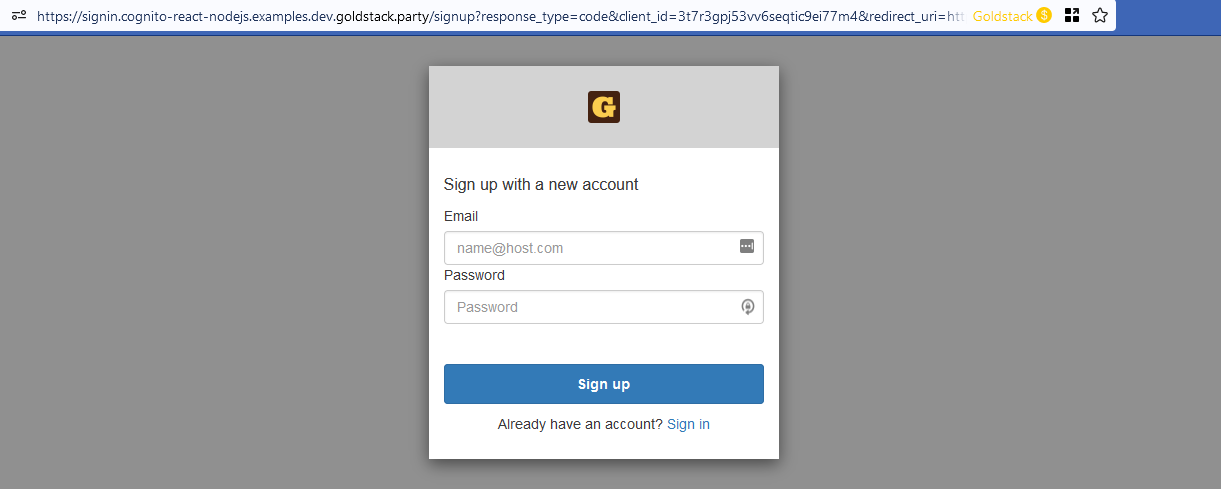 https://signin.cognito-react-nodejs.examples.dev.goldstack.party/signup?response_type=code&client_id=3t7r3gpj53vv6seqtic9ei77m4&redirect_uri=htt Goldstack $
G
Sign up with a new account
Email
name@host.com
Password
Password
Sign up
Already have an account? Sign in